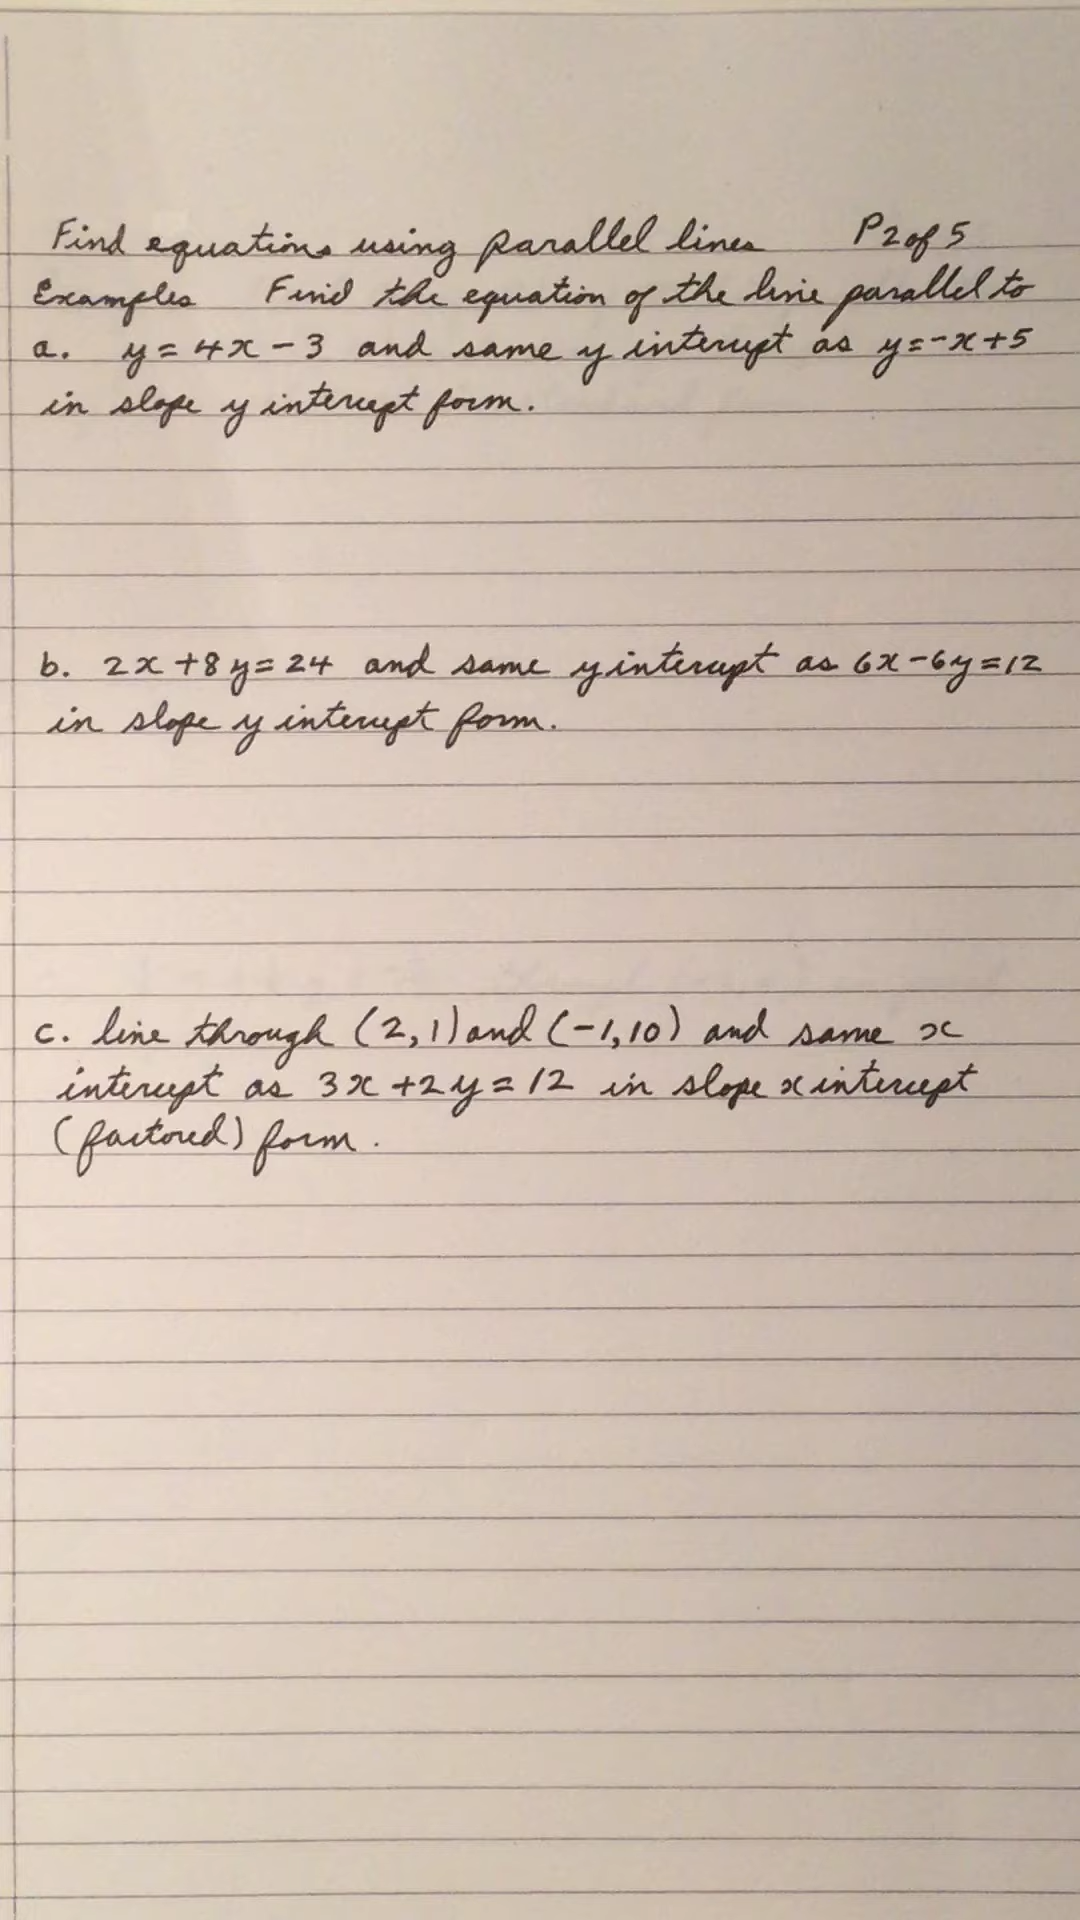 Find equations using parallel lines P2 of 5
Examples Find the equation of the line parallel to
a. y = 4x - 3 and same y intercept as y=-x+5
in slope y intercept form.
b. 2x +8y= 24 and same y intercept as 6x-6y=12
in slope y intercept form.
c. line through (2,1) and (-1,10) and same x
intercept as 3x +2y = 12 in slope x intercept
(factored) form.